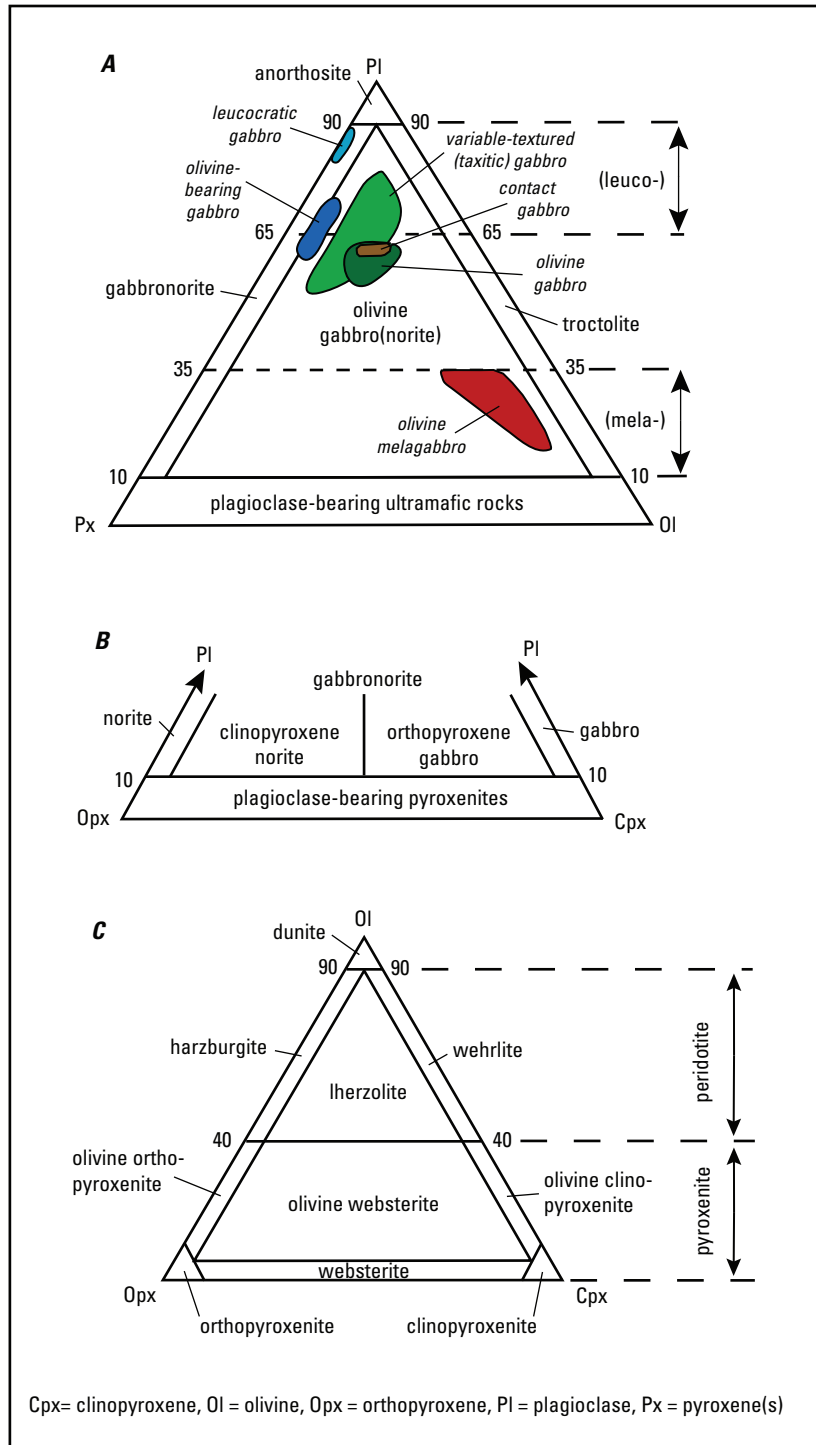 A
Pl
anorthosite
90
90
leucocratic
gabbro
variable-textured
(taxitic) gabbro
(leuco-)
olivine-
bearing
gabbro
contact
gabbro
65
65
olivine
gabbro
gabbronorite
olivine
gabbro(norite)
troctolite
35
35
olivine
melagabbro
(mela-)
10
10
plagioclase-bearing ultramafic rocks
Px
Ol
B
Pl
Pl
gabbronorite
norite
clinopyroxene
norite
orthopyroxene
gabbro
gabbro
10
10
plagioclase-bearing pyroxenites
Opx
Cpx
C
Ol
dunite
90
90
harzburgite
wehrlite
peridotite
lherzolite
40
40
olivine ortho-
pyroxenite
olivine clino-
pyroxenite
olivine websterite
pyroxenite
websterite
Opx
Cpx
orthopyroxenite
clinopyroxenite
Cpx= clinopyroxene, Ol = olivine, Opx = orthopyroxene, Pl = plagioclase, Px = pyroxene(s)